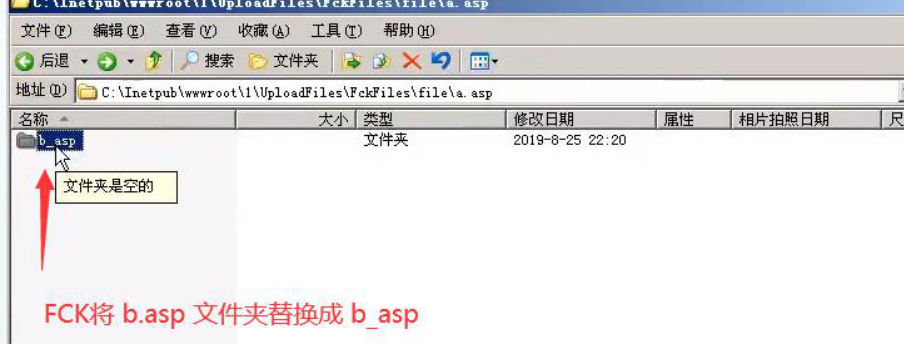 C:\Inetpub\wwwroot\1\UploadFiles\FckFiles\file\a.asp
文件(F) 编辑(E) 查看(V) 收藏(A) 工具(T) 帮助(H)
后退 搜索 文件夹
地址(D) C:\Inetpub\wwwroot\1\UploadFiles\FckFiles\file\a.asp
名称 大小 类型 修改日期 属性 相片拍照日期 尺
b_asp 文件夹 2019-8-25 22:20
文件夹是空的
FCK将 b.asp 文件夹替换成 b_asp